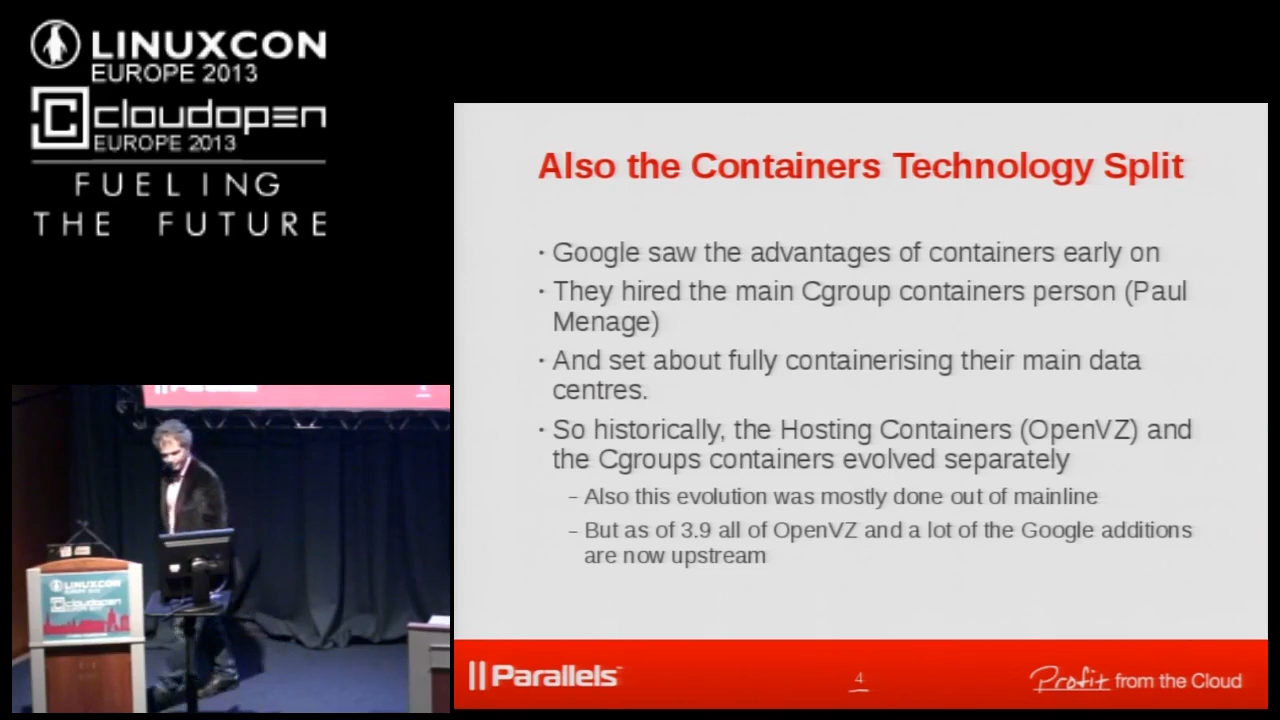 LINUXCON
EUROPE 2013
cloudopen
EUROPE 2013
FUELING
THE FUTURE
Also the Containers Technology Split
· Google saw the advantages of containers early on
· They hired the main Cgroup containers person (Paul
Menage)
· And set about fully containerising their main data
centres.
· So historically, the Hosting Containers (OpenVZ) and
the Cgroups containers evolved separately
– Also this evolution was mostly done out of mainline
– But as of 3.9 all of OpenVZ and a lot of the Google additions
are now upstream
Parallels™
4
Profit from the Cloud
LINUXCON
cloudopen